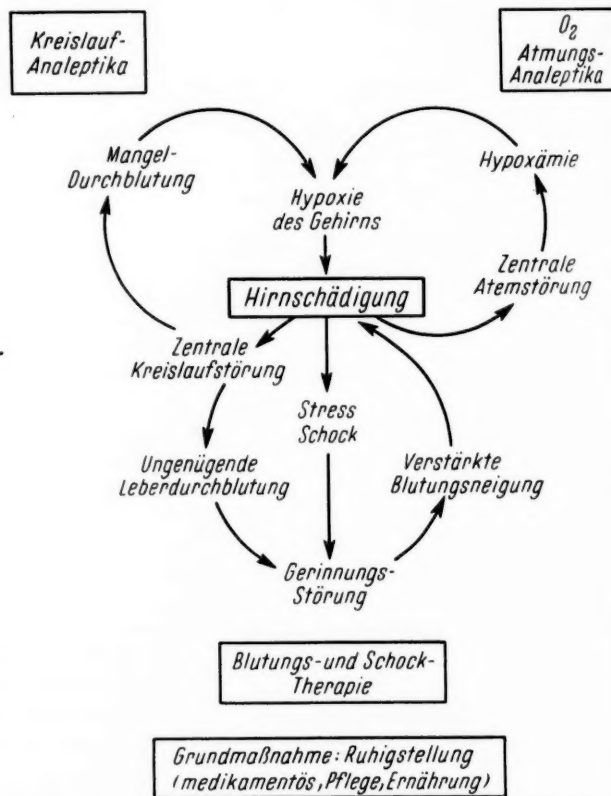 Kreislauf-
Analeptika
O₂
Atmungs-
Analeptika
Mangel-
Durchblutung
Hypoxämie
Hypoxie
des Gehirns
Zentrale
Atemstörung
Hirnschädigung
Zentrale
Kreislaufstörung
Stress
Schock
Ungenügende
Leberdurchblutung
Verstärkte
Blutungsneigung
Gerinnungs-
Störung
Blutungs- und Schock-
Therapie
Grundmaßnahme: Ruhigstellung
(medikamentös, Pflege, Ernährung)